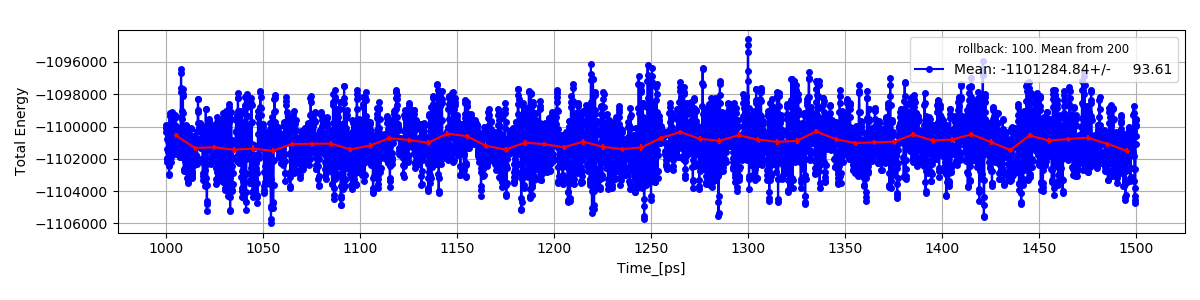 rollback: 100. Mean from 200
Mean: -1101284.84+/- 93.61
Total Energy
−1096000
−1098000
−1100000
−1102000
−1104000
−1106000
1000 1050 1100 1150 1200 1250 1300 1350 1400 1450 1500
Time_[ps]